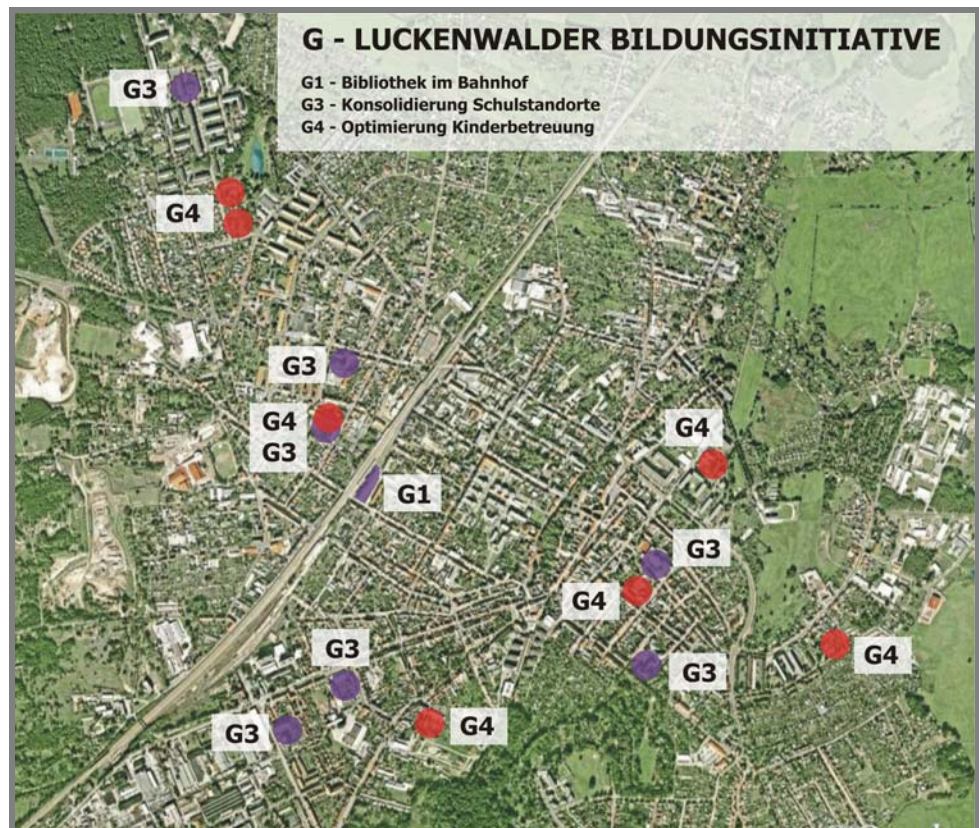 G - LUCKENWALDER BILDUNGSINITIATIVE
G1 - Bibliothek im Bahnhof
G3 - Konsolidierung Schulstandorte
G4 - Optimierung Kinderbetreuung
G3
G4
G3
G4
G3
G4
G1
G3
G4
G3
G3
G4
G3
G4